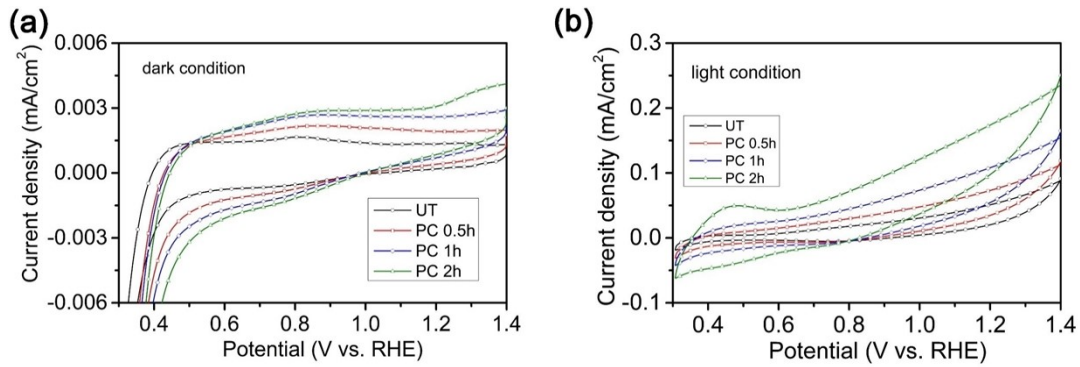 (a)
0.006
0.003
0.000
-0.003
-0.006
Current density (mA/cm²)
dark condition
UT
PC 0.5h
PC 1h
PC 2h
0.4 0.6 0.8 1.0 1.2 1.4
Potential (V vs. RHE)
(b)
0.3
0.2
0.1
0.0
-0.1
Current density (mA/cm²)
light condition
UT
PC 0.5h
PC 1h
PC 2h
0.4 0.6 0.8 1.0 1.2 1.4
Potential (V vs. RHE)